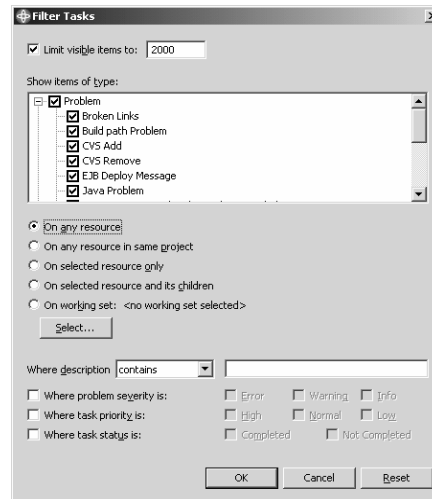 Filter Tasks
Limit visible items to: 2000
Show items of type:
Problem
Broken Links
Build path Problem
CVS Add
CVS Remove
EJB Deploy Message
Java Problem
On any resource
On any resource in same project
On selected resource only
On selected resource and its children
On working set: <no working set selected>
Select...
Where description contains
Where problem severity is: Error Warning Info
Where task priority is: High Normal Low
Where task status is: Completed Not Completed
OK Cancel Reset